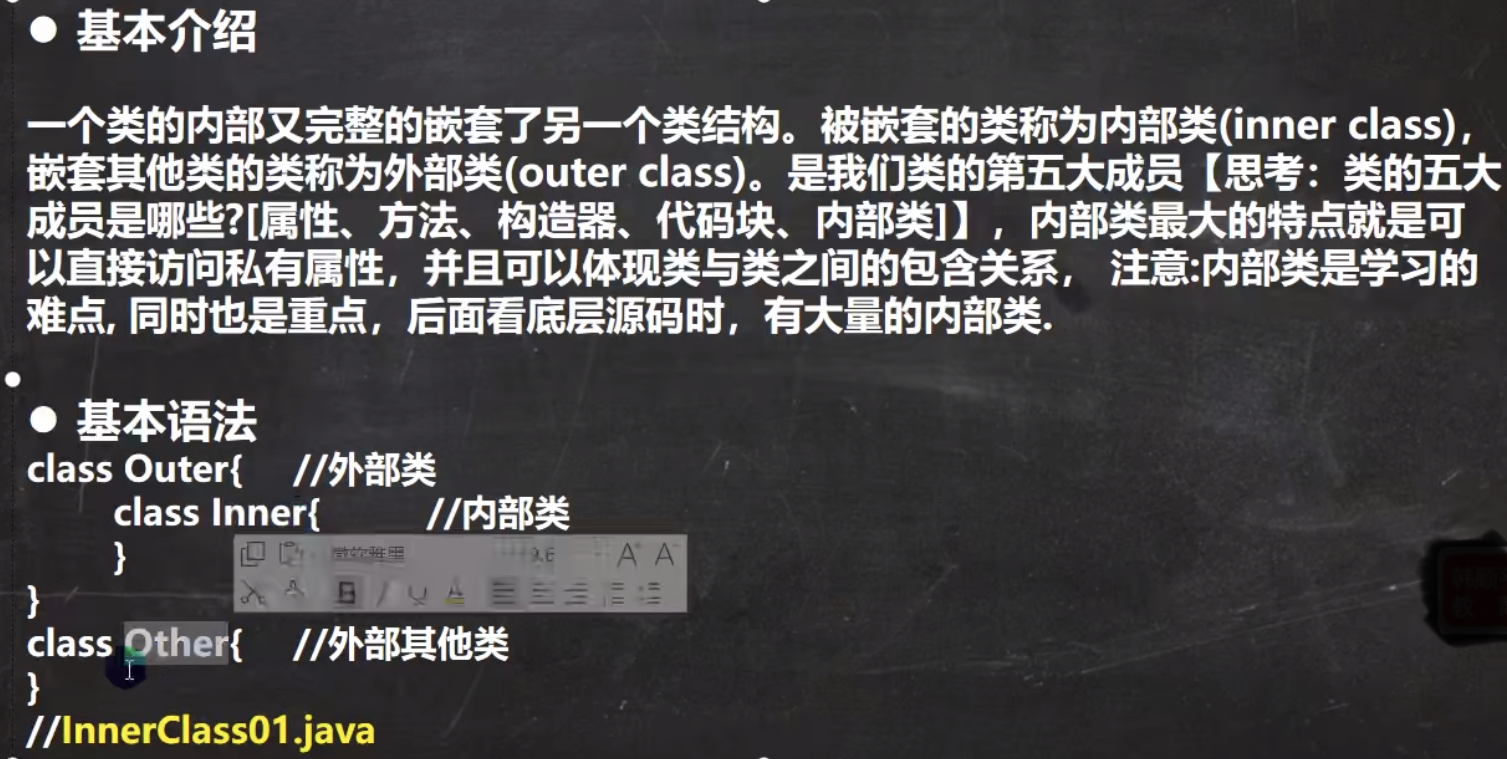 ● 基本介绍
一个类的内部又完整的嵌套了另一个类结构。被嵌套的类称为内部类(inner class)，
嵌套其他类的类称为外部类(outer class)。是我们类的第五大成员【思考：类的五大
成员是哪些?[属性、方法、构造器、代码块、内部类]】，内部类最大的特点就是可
以直接访问私有属性，并且可以体现类与类之间的包含关系， 注意:内部类是学习的
难点, 同时也是重点，后面看底层源码时，有大量的内部类.
● 基本语法
class Outer{ //外部类
class Inner{ //内部类
}
微软雅黑 A A
B I U A
}
class Other{ //外部其他类
}
//InnerClass01.java